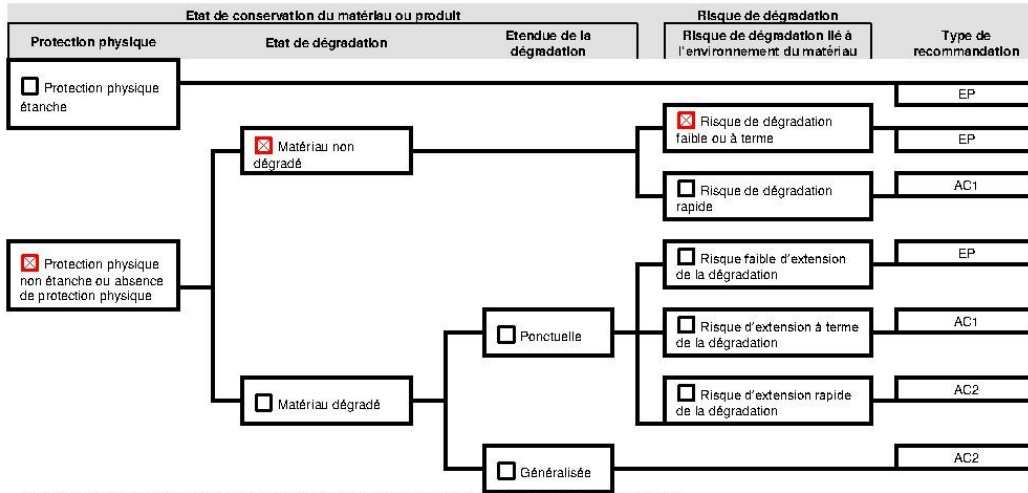 Etat de conservation du matériau ou produit
Risque de dégradation
Protection physique
Etat de dégradation
Etendue de la
dégradation
Risque de dégradation lié à
l'environnement du matériau
Type de
recommandation
Protection physique
étanche
EP
Matériau non
dégradé
Risque de dégradation
faible ou à terme
EP
Risque de dégradation
rapide
AC1
Protection physique
non étanche ou absence
de protection physique
Risque faible d'extension
de la dégradation
EP
Ponctuelle
Risque d'extension à terme
de la dégradation
AC1
Matériau dégradé
Risque d'extension rapide
de la dégradation
AC2
Généralisée
AC2